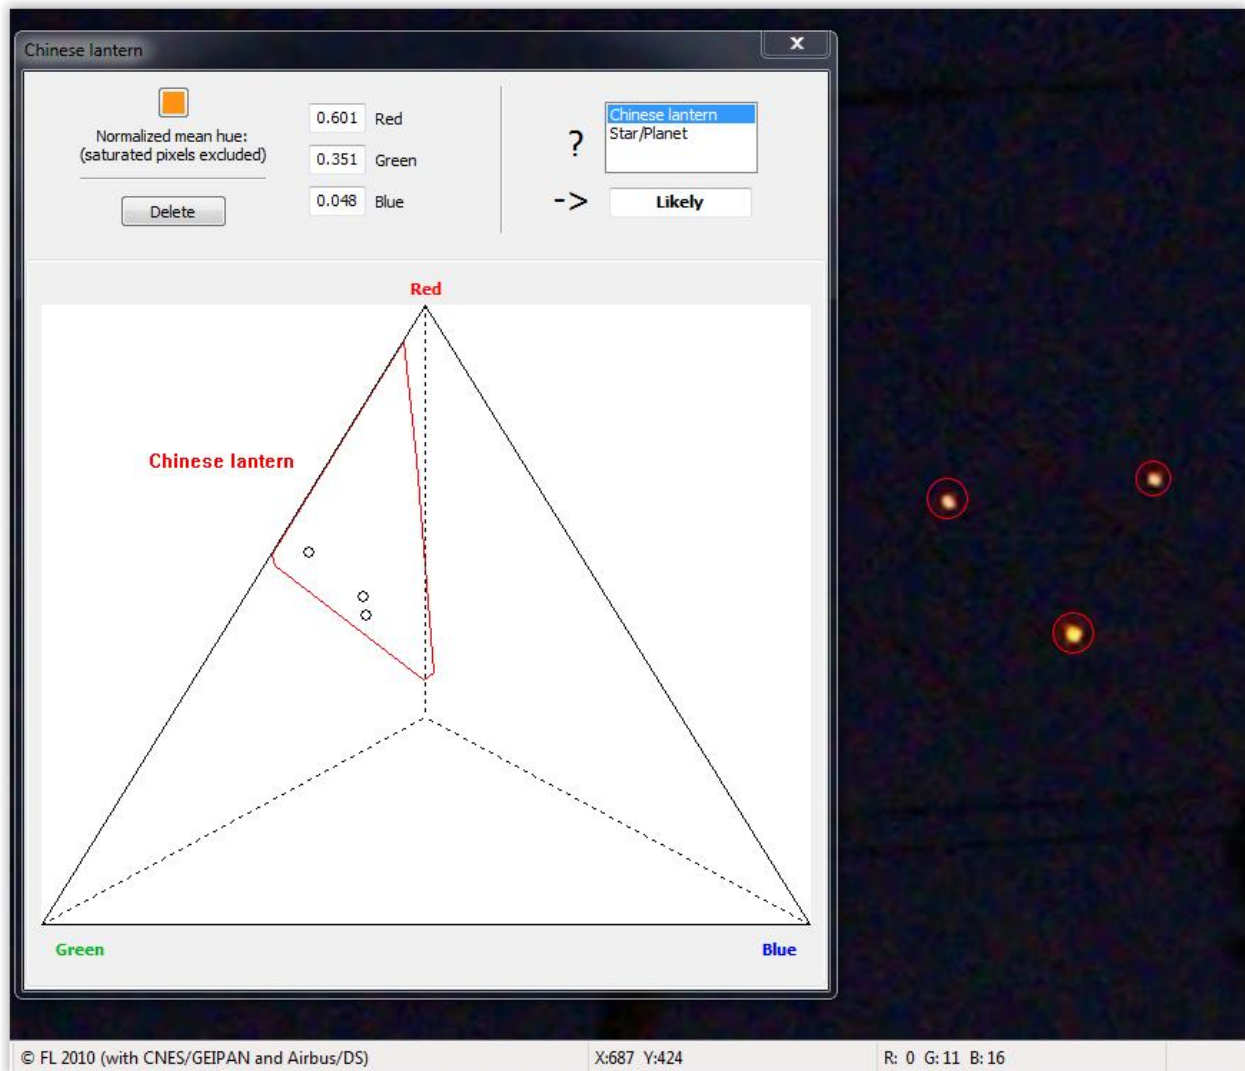 Chinese lantern
X
Normalized mean hue:
(saturated pixels excluded)
Delete
0.601 Red
0.351 Green
0.048 Blue
?
Chinese lantern
Star/Planet
-> Likely
Red
Chinese lantern
Green
Blue
© FL 2010 (with CNES/GEIPAN and Airbus/DS)
X:687 Y:424
R: 0 G: 11 B: 16